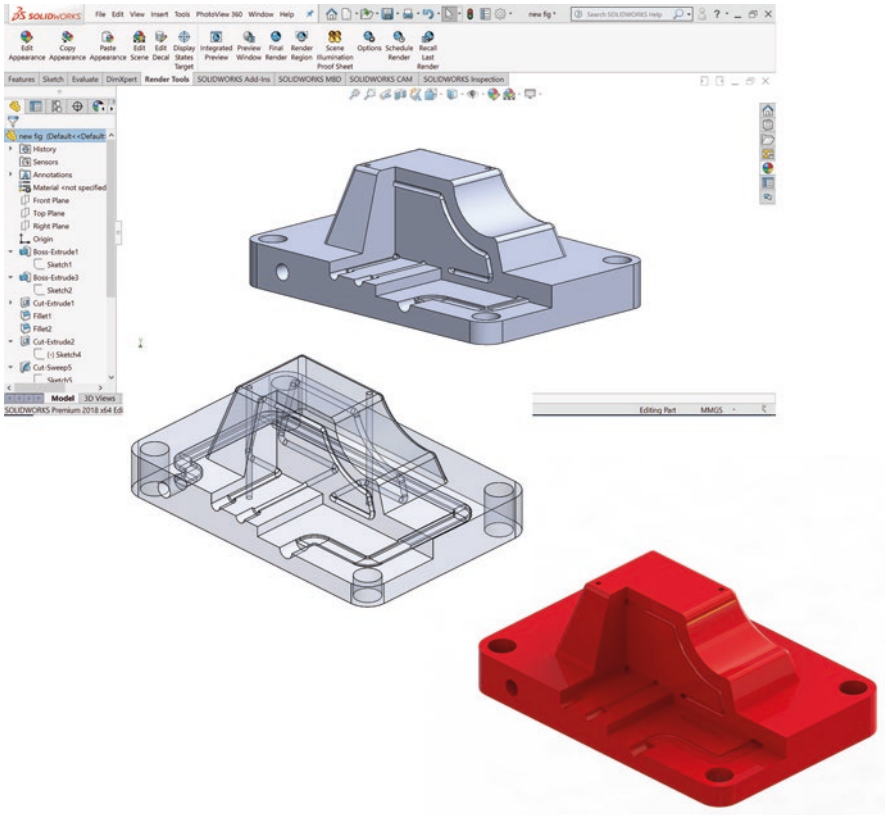 SOLIDWORKS File Edit View Insert Tools PhotoView 360 Window Help new fig * Search SOLIDWORKS Help ?
Edit Appearance Copy Appearance Paste Appearance Edit Scene Edit Decal Display States Target Integrated Preview Preview Window Final Render Render Region Scene Illumination Proof Sheet Options Schedule Render Recall Last Render
Features Sketch Evaluate DimXpert Render Tools SOLIDWORKS Add-Ins SOLIDWORKS MBD SOLIDWORKS CAM SOLIDWORKS Inspection
new fig (Default<<Default
History
Sensors
Annotations
Material <not specified
Front Plane
Top Plane
Right Plane
Origin
Boss-Extrude1
Sketch1
Boss-Extrude3
Sketch2
Cut-Extrude1
Fillet1
Fillet2
Cut-Extrude2
(-) Sketch4
Cut-Sweep5
Sketch5
Model 3D Views
SOLIDWORKS Premium 2018 x64 Edi Editing Part MMGS